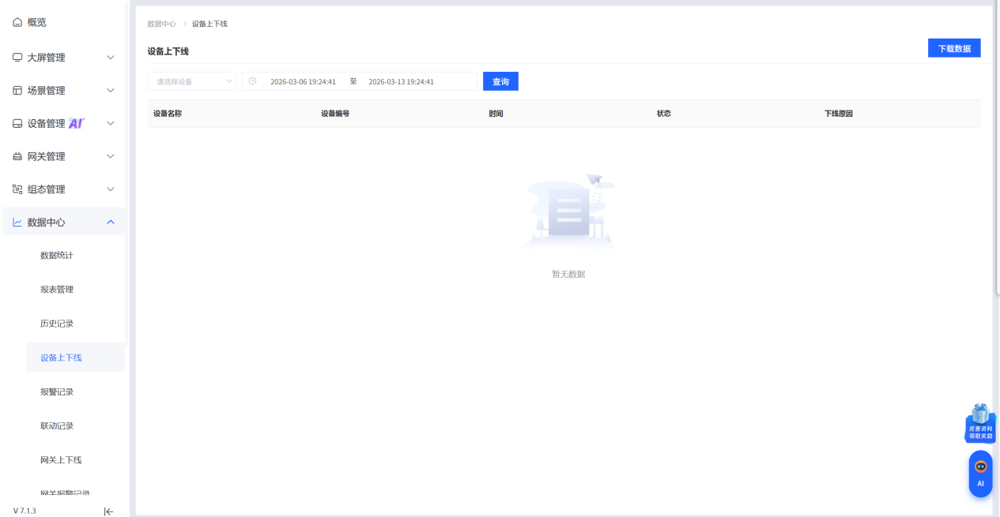 概览
大屏管理
场景管理
设备管理 AI
网关管理
组态管理
数据中心
数据统计
报表管理
历史记录
设备上下线
报警记录
联动记录
网关上下线
网关报警记录
V 7.1.3
数据中心 > 设备上下线
设备上下线
下载数据
请选择设备
2026-03-06 19:24:41 至 2026-03-13 19:24:41
查询
设备名称 设备编号 时间 状态 下线原因
暂无数据
完善资料
领取奖励
AI